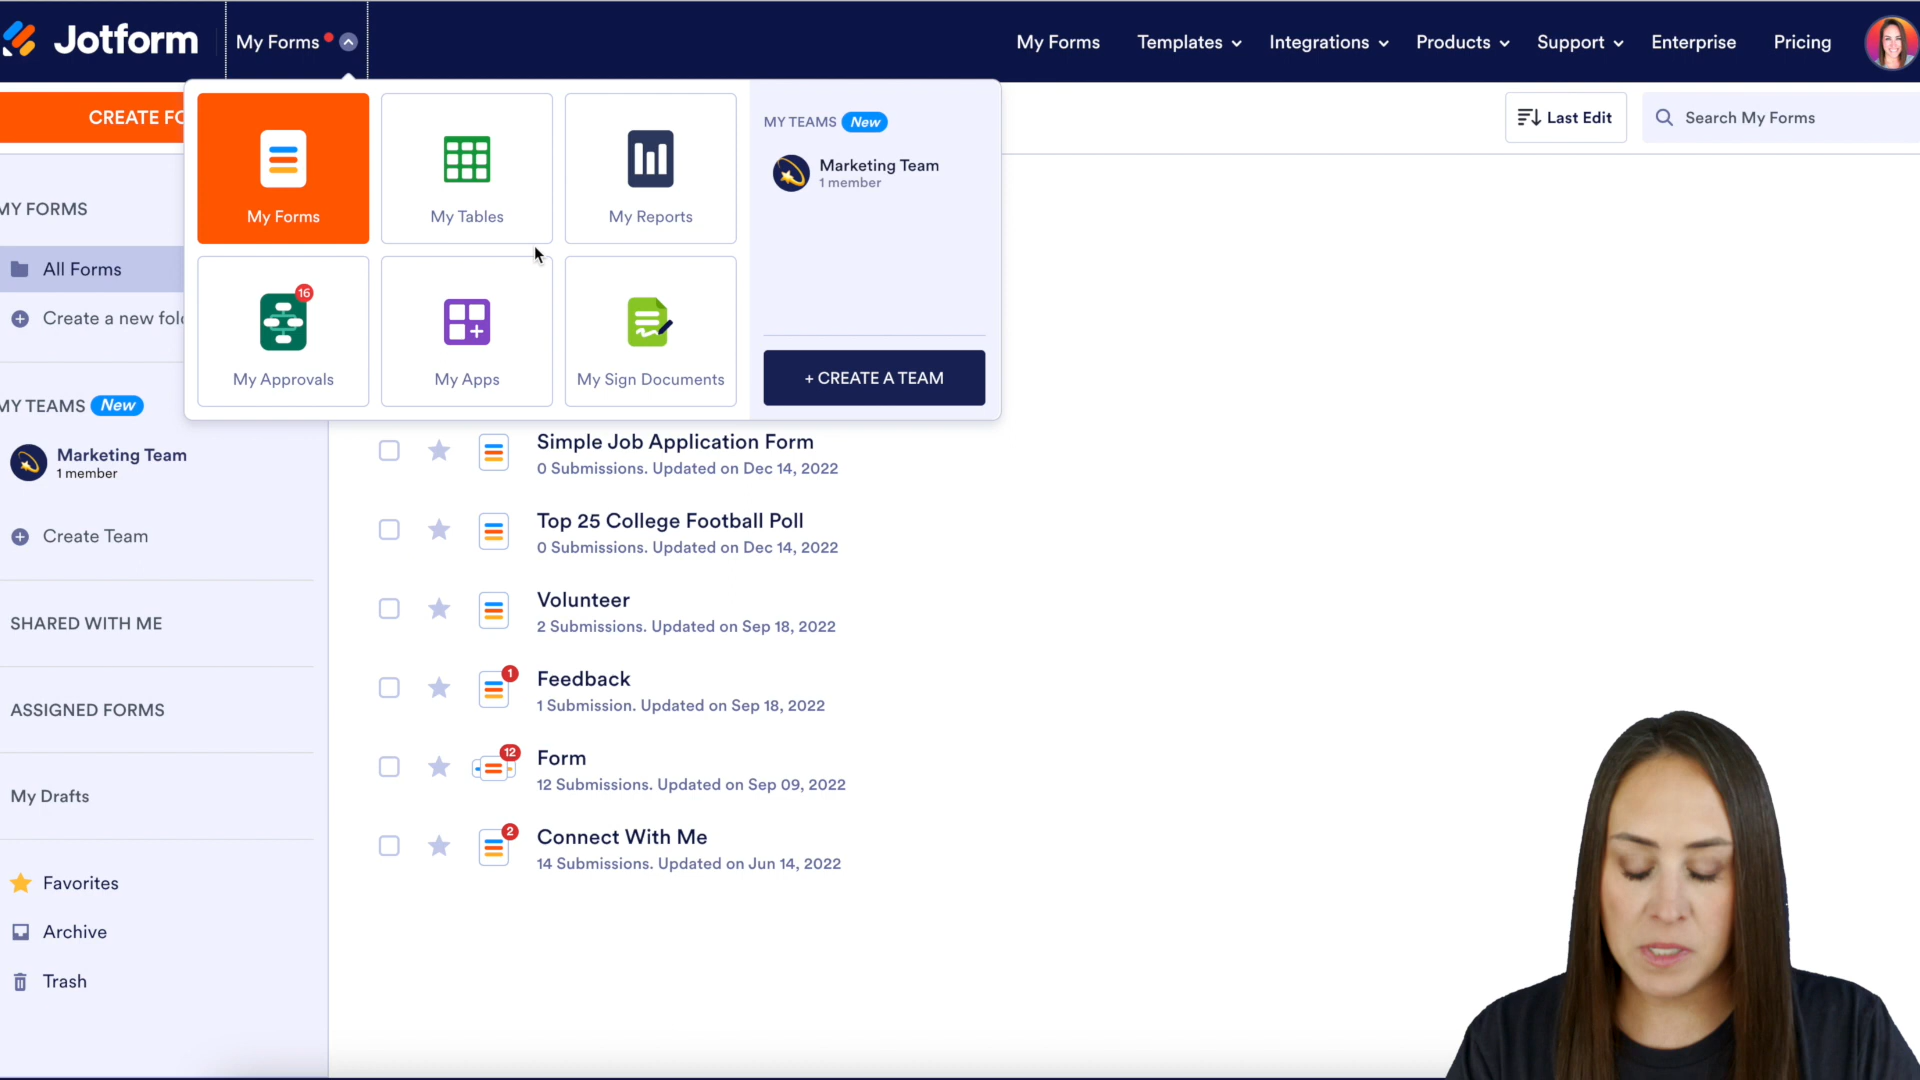 Jotform
My Forms
My Forms
Templates
Integrations
Products
Support
Enterprise
Pricing
CREATE FO
Last Edit
Search My Forms
My Forms
My Tables
My Reports
16
My Approvals
My Apps
My Sign Documents
MY TEAMS New
Marketing Team
1 member
+ CREATE A TEAM
MY FORMS
All Forms
Create a new fol
MY TEAMS New
Marketing Team
1 member
Create Team
SHARED WITH ME
ASSIGNED FORMS
My Drafts
Favorites
Archive
Trash
Simple Job Application Form
0 Submissions. Updated on Dec 14, 2022
Top 25 College Football Poll
0 Submissions. Updated on Dec 14, 2022
Volunteer
2 Submissions. Updated on Sep 18, 2022
1
Feedback
1 Submission. Updated on Sep 18, 2022
12
Form
12 Submissions. Updated on Sep 09, 2022
2
Connect With Me
14 Submissions. Updated on Jun 14, 2022